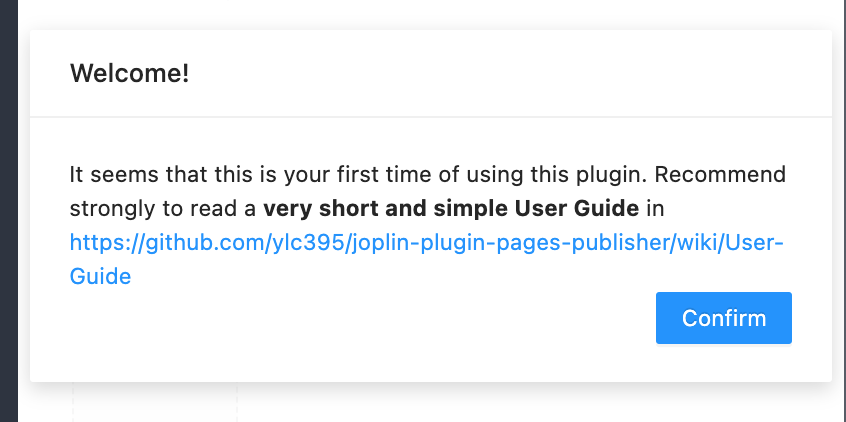 Welcome!
It seems that this is your first time of using this plugin. Recommend
strongly to read a very short and simple User Guide in
https://github.com/ylc395/joplin-plugin-pages-publisher/wiki/User-
Guide
Confirm